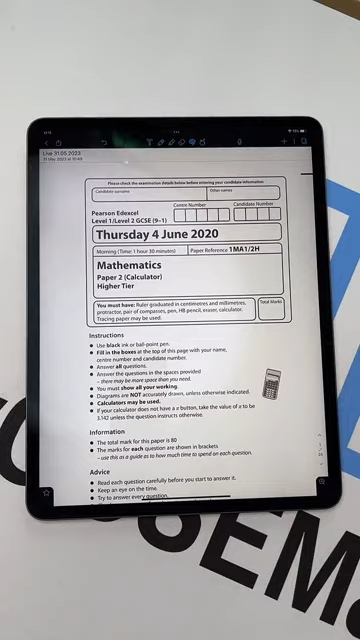 Live 31.05.2023
31 May 2023 at 10:49
Please check the examination details below before entering your candidate information
Candidate surname
Other names
Centre Number
Candidate Number
Pearson Edexcel
Level 1/Level 2 GCSE (9–1)
Thursday 4 June 2020
Morning (Time: 1 hour 30 minutes)
Paper Reference 1MA1/2H
Mathematics
Paper 2 (Calculator)
Higher Tier
You must have: Ruler graduated in centimetres and millimetres,
protractor, pair of compasses, pen, HB pencil, eraser, calculator.
Tracing paper may be used.
Total Marks
Instructions
• Use black ink or ball-point pen.
• Fill in the boxes at the top of this page with your name,
centre number and candidate number.
• Answer all questions.
• Answer the questions in the spaces provided
– there may be more space than you need.
• You must show all your working.
• Diagrams are NOT accurately drawn, unless otherwise indicated.
• Calculators may be used.
• If your calculator does not have a π button, take the value of π to be
3.142 unless the question instructs otherwise.
Information
• The total mark for this paper is 80
• The marks for each question are shown in brackets
– use this as a guide as to how much time to spend on each question.
Advice
• Read each question carefully before you start to answer it.
• Keep an eye on the time.
• Try to answer every question.